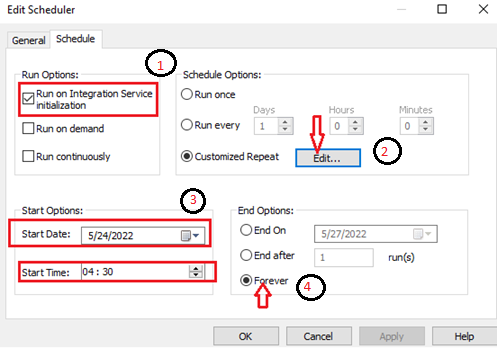 Edit Scheduler
General
Schedule
1
Run Options:
Run on Integration Service
initialization
Run on demand
Run continuously
Schedule Options:
Run once
Days
Hours
Minutes
Run every
1
0
0
Customized Repeat
Edit...
2
3
Start Options:
Start Date:
5/24/2022
Start Time:
04 : 30
End Options:
End On
5/27/2022
End after
1
run(s)
Forever
4
OK
Cancel
Apply
Help